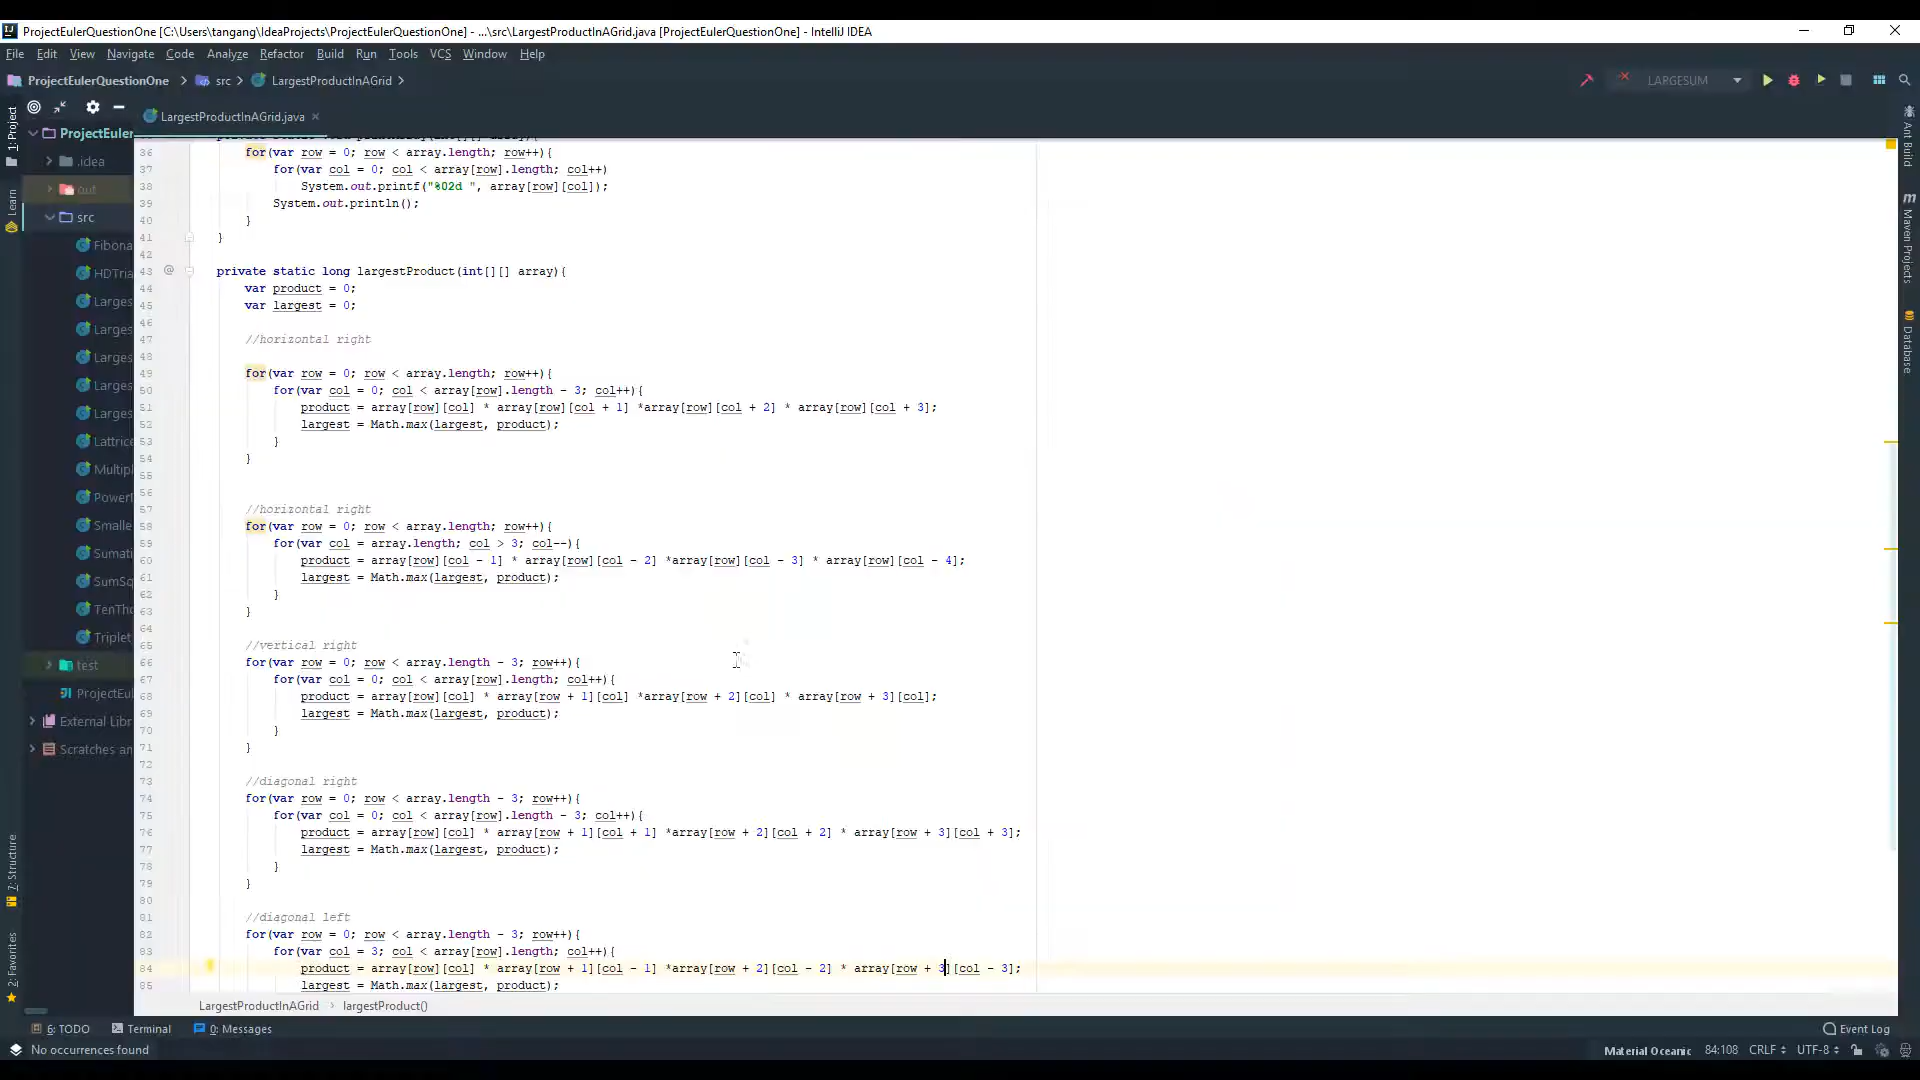 ProjectEulerQuestionOne [C:\Users\tangang\IdeaProjects\ProjectEulerQuestionOne] - ...\src\LargestProductInAGrid.java [ProjectEulerQuestionOne] - IntelliJ IDEA
File Edit View Navigate Code Analyze Refactor Build Run Tools VCS Window Help
ProjectEulerQuestionOne src LargestProductInAGrid LARGESUM
LargestProductInAGrid.java
1: Project
Learn
7: Structure
2: Favorites
ProjectEuler
.idea
out
src
Fibona
HDTria
Larges
Larges
Larges
Larges
Larges
Lattrice
Multipl
PowerD
Smalle
Sumati
SumSq
TenTho
Triplet
test
ProjectEul
External Libr
Scratches an
36 for(var row = 0; row < array.length; row++){
37 for(var col = 0; col < array[row].length; col++)
38 System.out.printf("%02d ", array[row][col]);
39 System.out.println();
40 }
41 }
42
43 @ private static long largestProduct(int[][] array){
44 var product = 0;
45 var largest = 0;
46
47 //horizontal right
48
49 for(var row = 0; row < array.length; row++){
50 for(var col = 0; col < array[row].length - 3; col++){
51 product = array[row][col] * array[row][col + 1] *array[row][col + 2] * array[row][col + 3];
52 largest = Math.max(largest, product);
53 }
54 }
55
56
57 //horizontal right
58 for(var row = 0; row < array.length; row++){
59 for(var col = array.length; col > 3; col--){
60 product = array[row][col - 1] * array[row][col - 2] *array[row][col - 3] * array[row][col - 4];
61 largest = Math.max(largest, product);
62 }
63 }
64
65 //vertical right
66 for(var row = 0; row < array.length - 3; row++){
67 for(var col = 0; col < array[row].length; col++){
68 product = array[row][col] * array[row + 1][col] *array[row + 2][col] * array[row + 3][col];
69 largest = Math.max(largest, product);
70 }
71 }
72
73 //diagonal right
74 for(var row = 0; row < array.length - 3; row++){
75 for(var col = 0; col < array[row].length - 3; col++){
76 product = array[row][col] * array[row + 1][col + 1] *array[row + 2][col + 2] * array[row + 3][col + 3];
77 largest = Math.max(largest, product);
78 }
79 }
80
81 //diagonal left
82 for(var row = 0; row < array.length - 3; row++){
83 for(var col = 3; col < array[row].length; col++){
84 product = array[row][col] * array[row + 1][col - 1] *array[row + 2][col - 2] * array[row + 3][col - 3];
85 largest = Math.max(largest, product);
Ant Build
Maven Projects
Database
LargestProductInAGrid largestProduct()
6: TODO Terminal 0: Messages Event Log
No occurrences found Material Oceanic 84:108 CRLF UTF-8